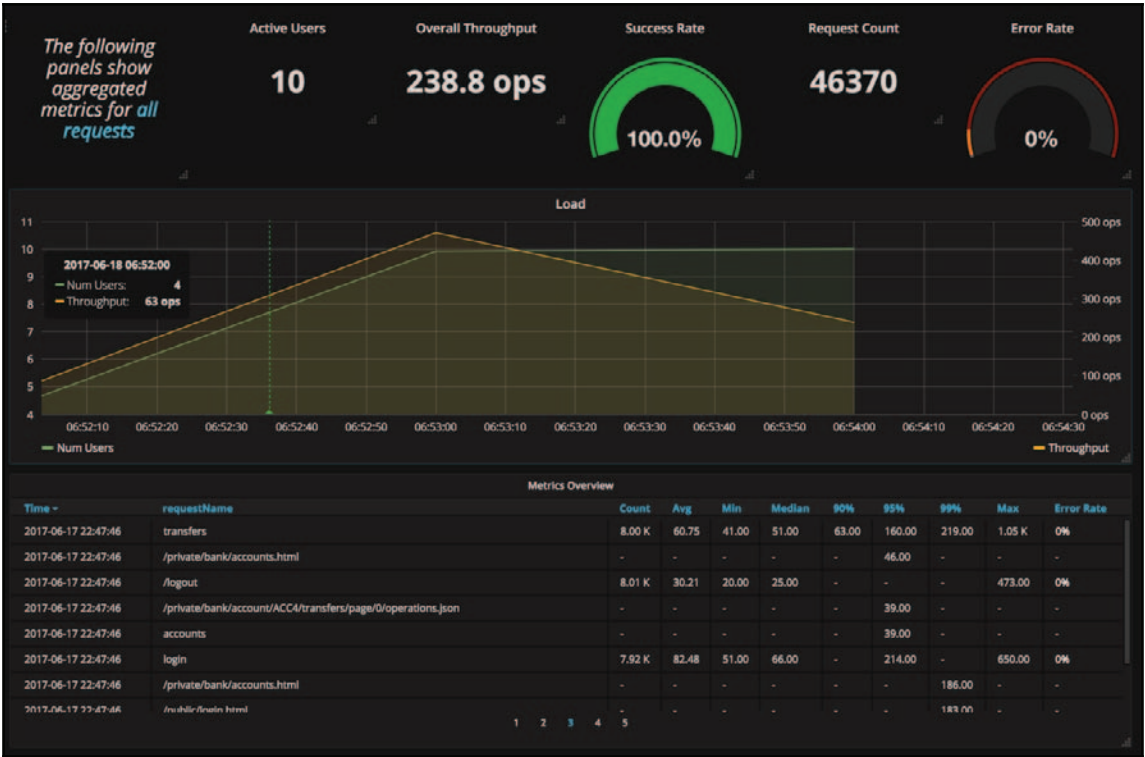 The following
panels show
aggregated
metrics for all
requests
Active Users
10
Overall Throughput
238.8 ops
Success Rate
100.0%
Request Count
46370
Error Rate
0%
Load
11
10
9
8
7
6
5
4
500 ops
400 ops
300 ops
200 ops
100 ops
0 ops
2017-06-18 06:52:00
Num Users: 4
Throughput: 63 ops
06:52:10 06:52:20 06:52:30 06:52:40 06:52:50 06:53:00 06:53:10 06:53:20 06:53:30 06:53:40 06:53:50 06:54:00 06:54:10 06:54:20 06:54:30
Num Users Throughput
Metrics Overview
Time requestName Count Avg Min Median 90% 95% 99% Max Error Rate
2017-06-17 22:47:46 transfers 8.00 K 60.75 41.00 51.00 63.00 160.00 219.00 1.05 K 0%
2017-06-17 22:47:46 /private/bank/accounts.html - - - - - 46.00 - - -
2017-06-17 22:47:46 /logout 8.01 K 30.21 20.00 25.00 - - - 473.00 0%
2017-06-17 22:47:46 /private/bank/account/ACC4/transfers/page/0/operations.json - - - - - 39.00 - - -
2017-06-17 22:47:46 accounts - - - - - 39.00 - - -
2017-06-17 22:47:46 login 7.92 K 82.48 51.00 66.00 - 214.00 - 650.00 0%
2017-06-17 22:47:46 /private/bank/accounts.html - - - - - - 186.00 - -
2017-06-17 22:47:46 /public/login.html - - - - - - 183.00 - -
1 2 3 4 5